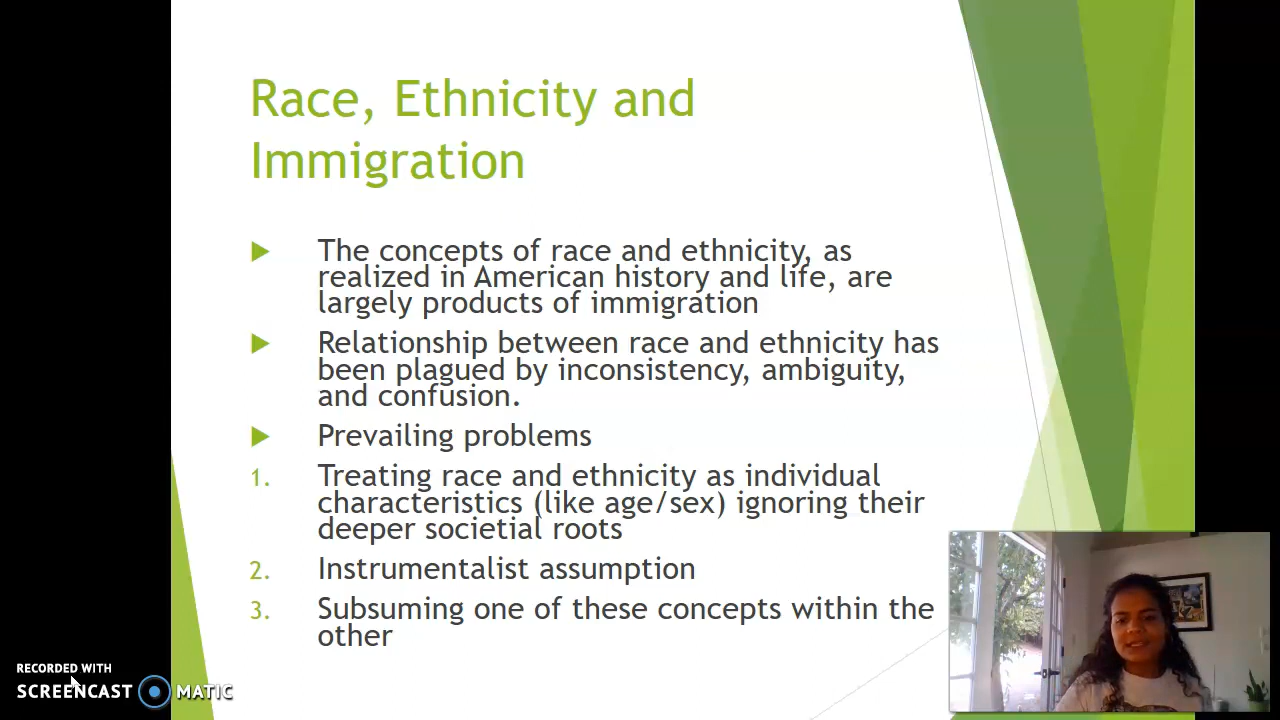 Race, Ethnicity and
Immigration
The concepts of race and ethnicity, as
realized in American history and life, are
largely products of immigration
Relationship between race and ethnicity has
been plagued by inconsistency, ambiguity,
and confusion.
Prevailing problems
1. Treating race and ethnicity as individual
characteristics (like age/sex) ignoring their
deeper societial roots
2. Instrumentalist assumption
3. Subsuming one of these concepts within the
other
RECORDED WITH
SCREENCAST MATIC